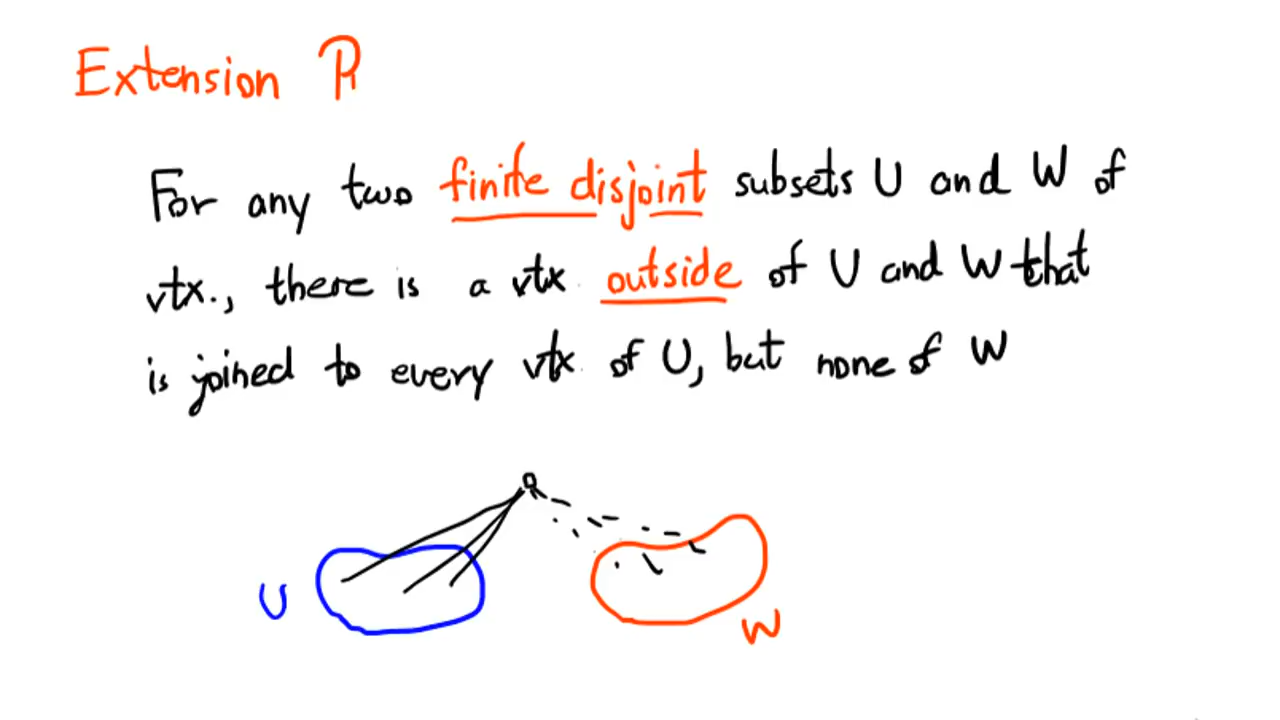 Extension P
For any two finite disjoint subsets U and W of
vtx., there is a vtx outside of U and W that
is joined to every vtx of U, but none of W
U
W